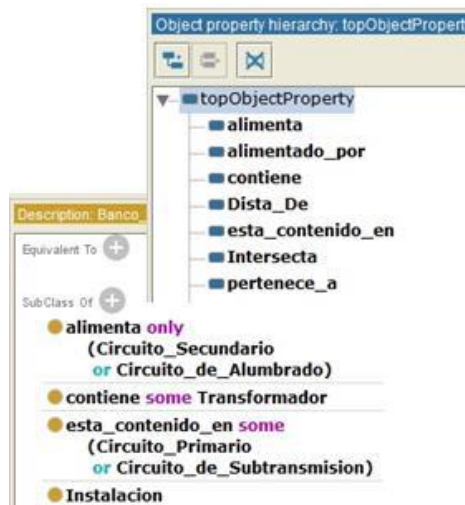 Object property hierarchy: topObjectPropert
topObjectProperty
alimenta
alimentado_por
contiene
Dista_De
esta_contenido_en
Intersecta
pertenece_a
Description: Banco_
Equivalent To
SubClass Of
alimenta only
(Circuito_Secundario
or Circuito_de_Alumbrado)
contiene some Transformador
esta_contenido_en some
(Circuito_Primario
or Circuito_de_Subtransmision)
Instalacion